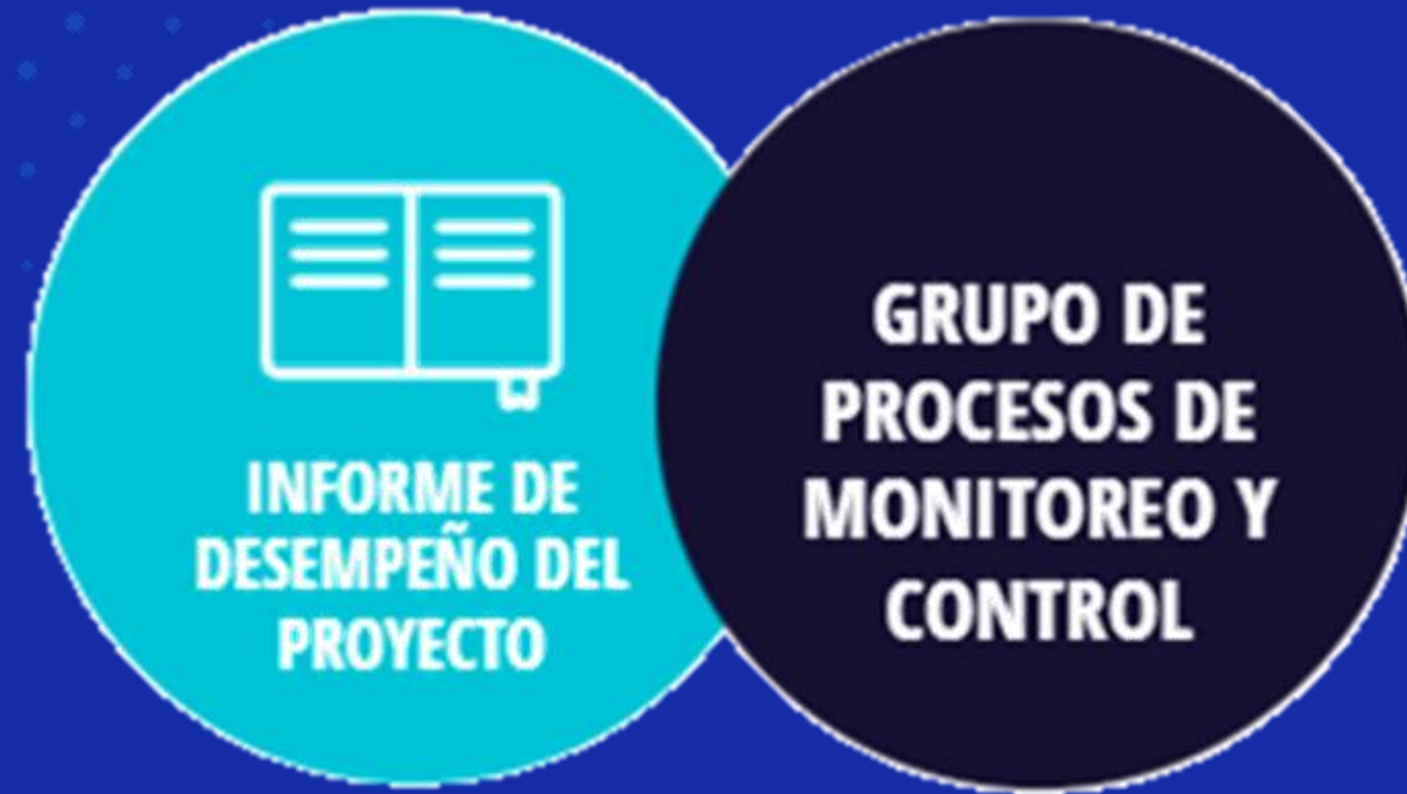 INFORME DE
DESEMPEÑO DEL
PROYECTO
GRUPO DE
PROCESOS DE
MONITOREO Y
CONTROL